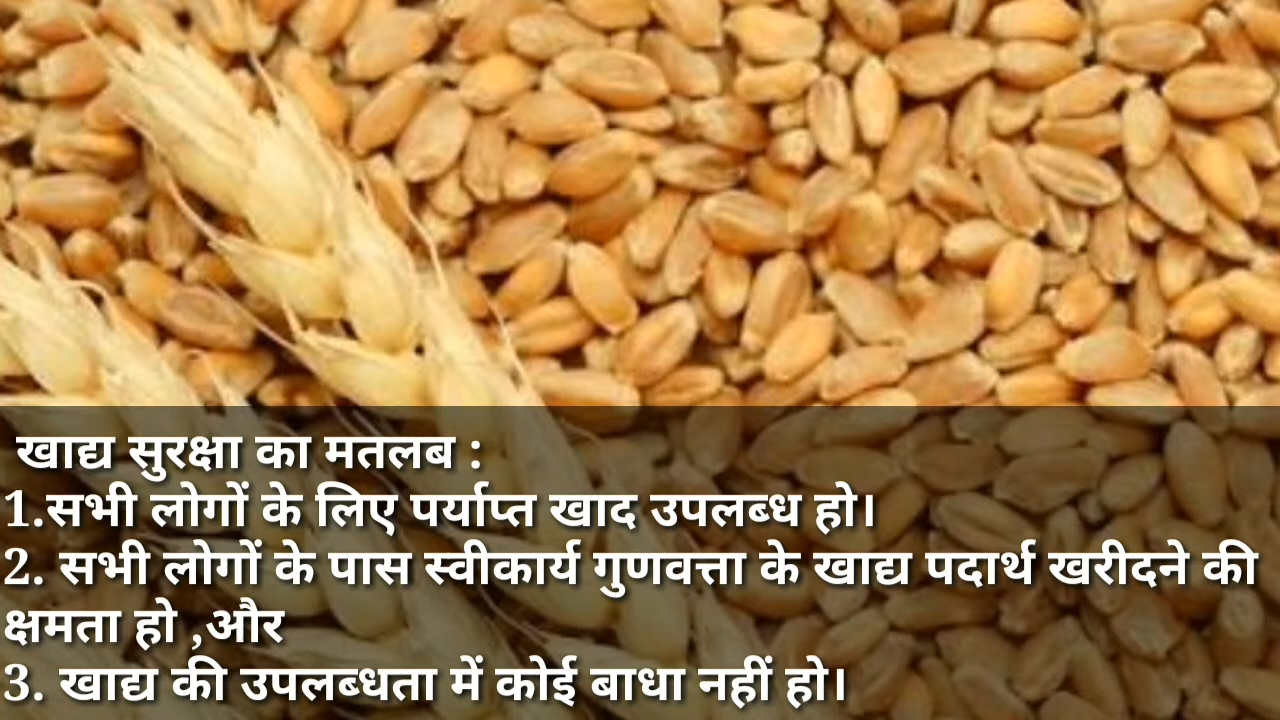 खाद्य सुरक्षा का मतलब :
1.सभी लोगों के लिए पर्याप्त खाद उपलब्ध हो।
2. सभी लोगों के पास स्वीकार्य गुणवत्ता के खाद्य पदार्थ खरीदने की
क्षमता हो ,और
3. खाद्य की उपलब्धता में कोई बाधा नहीं हो।